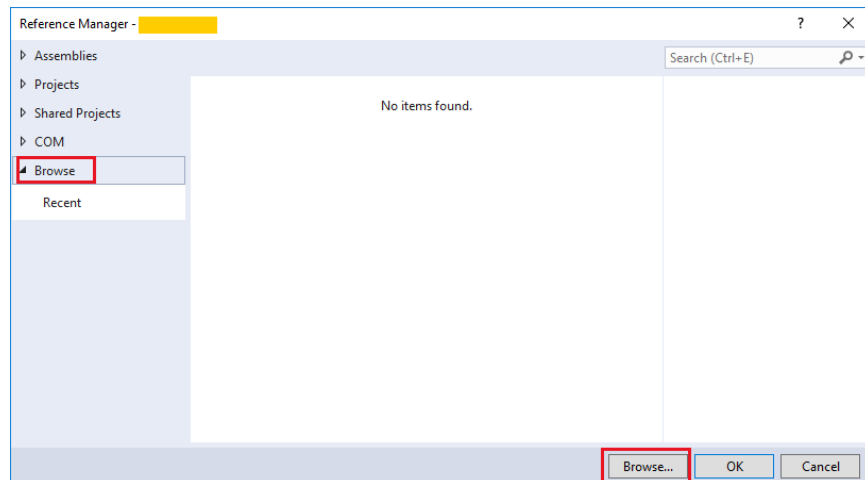 Reference Manager -
? ✕
Assemblies
Search (Ctrl+E)
Projects
Shared Projects
COM
Browse
Recent
No items found.
Browse...
OK
Cancel